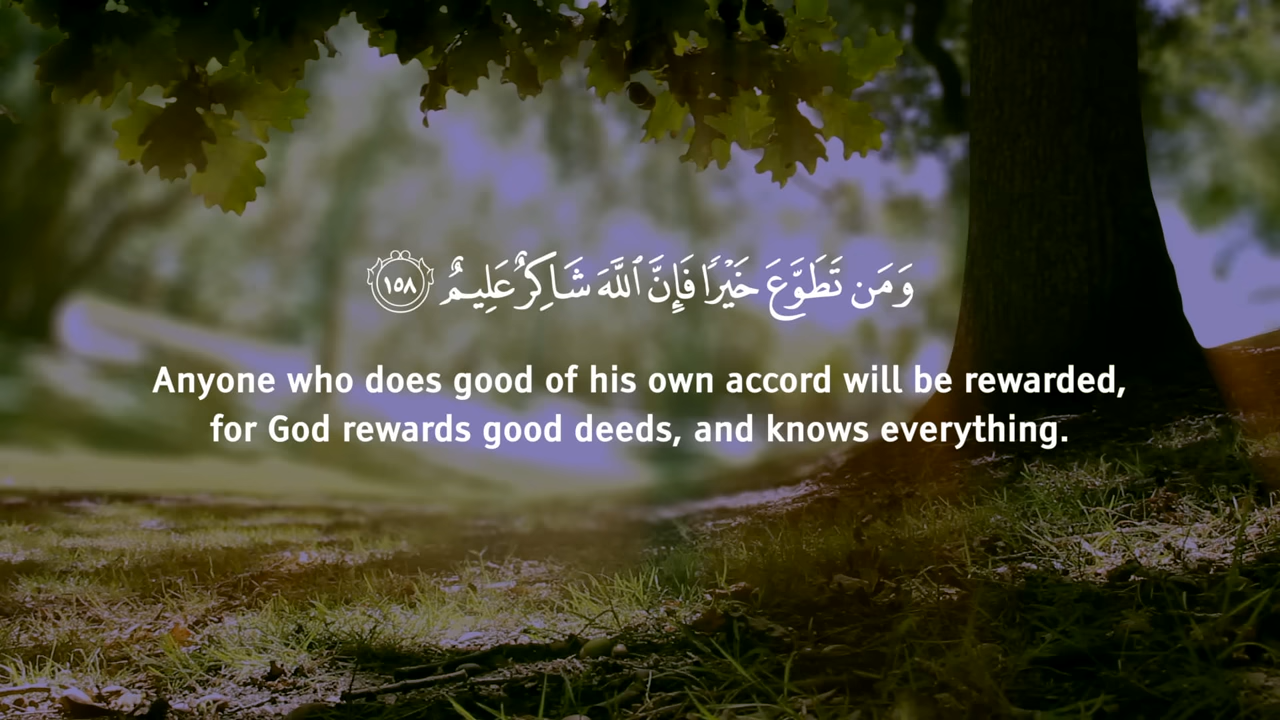 وَمَن تَطَوَّعَ خَيْرًا فَإِنَّ ٱللَّهَ شَاكِرٌ عَلِيمٌ ١٥٨
Anyone who does good of his own accord will be rewarded,
for God rewards good deeds, and knows everything.